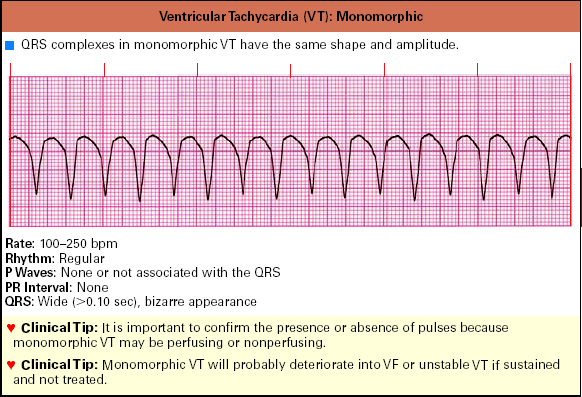 Ventricular Tachycardia (VT): Monomorphic
QRS complexes in monomorphic VT have the same shape and amplitude.
Rate: 100–250 bpm
Rhythm: Regular
P Waves: None or not associated with the QRS
PR Interval: None
QRS: Wide (>0.10 sec), bizarre appearance
♥ Clinical Tip: It is important to confirm the presence or absence of pulses because
monomorphic VT may be perfusing or nonperfusing.
♥ Clinical Tip: Monomorphic VT will probably deteriorate into VF or unstable VT if sustained
and not treated.